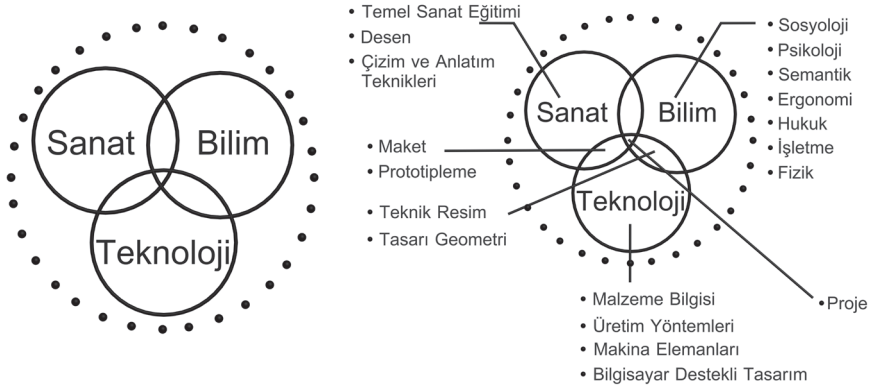 Sanat
Bilim
Teknoloji
• Temel Sanat Eğitimi
• Desen
• Çizim ve Anlatım
Teknikleri
• Sosyoloji
• Psikoloji
• Semantik
• Ergonomi
• Hukuk
• İşletme
• Fizik
Sanat
Bilim
Teknoloji
• Maket
• Prototipleme
• Teknik Resim
• Tasarı Geometri
• Malzeme Bilgisi
• Üretim Yöntemleri
• Makina Elemanları
• Bilgisayar Destekli Tasarım
• Proje